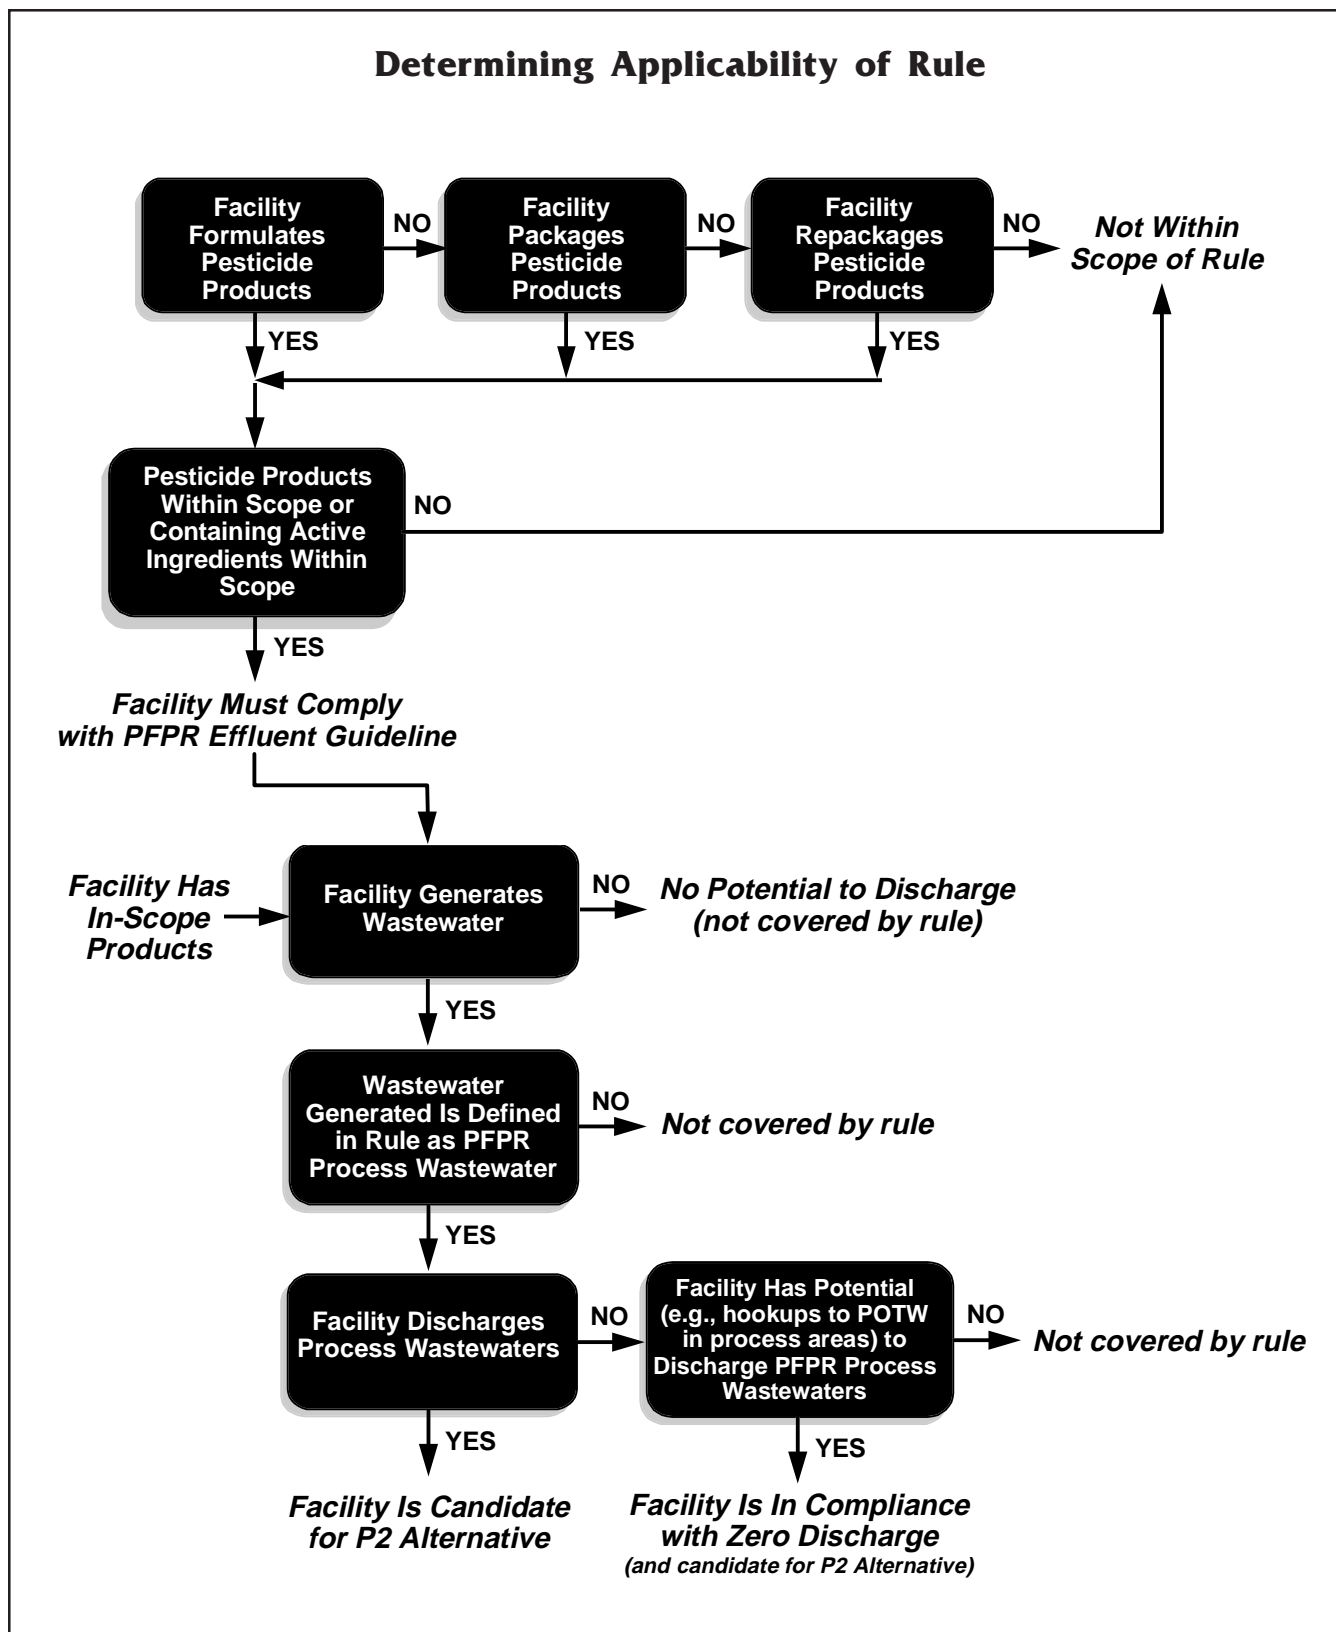 Determining Applicability of Rule
Facility
Formulates
Pesticide
Products
NO
Facility
Packages
Pesticide
Products
NO
Facility
Repackages
Pesticide
Products
NO
Not Within
Scope of Rule
YES
YES
YES
Pesticide Products
Within Scope or
Containing Active
Ingredients Within
Scope
NO
YES
Facility Must Comply
with PFPR Effluent Guideline
Facility Has
In-Scope
Products
Facility Generates
Wastewater
NO
No Potential to Discharge
(not covered by rule)
YES
Wastewater
Generated Is Defined
in Rule as PFPR
Process Wastewater
NO
Not covered by rule
YES
Facility Discharges
Process Wastewaters
NO
Facility Has Potential
(e.g., hookups to POTW
in process areas) to
Discharge PFPR Process
Wastewaters
NO
Not covered by rule
YES
YES
Facility Is Candidate
for P2 Alternative
Facility Is In Compliance
with Zero Discharge
(and candidate for P2 Alternative)